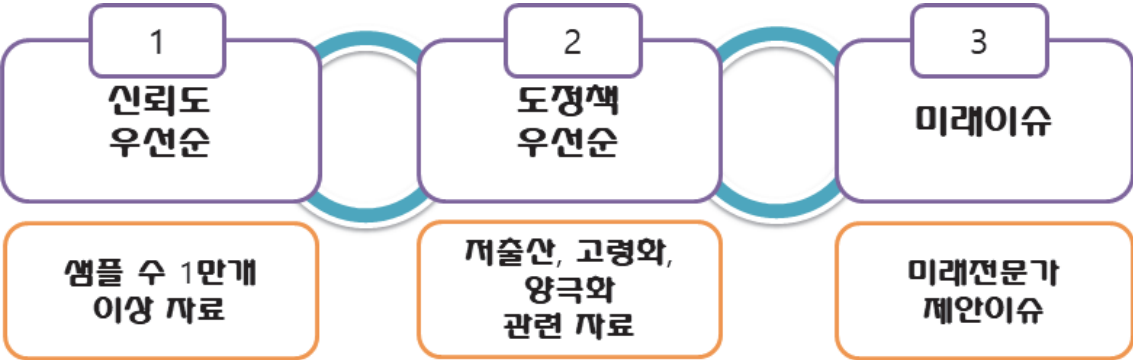 1
신뢰도
우선순
2
도정책
우선순
3
미래이슈
샘플 수 1만개
이상 자료
저출산, 고령화,
양극화
관련 자료
미래전문가
제안이슈